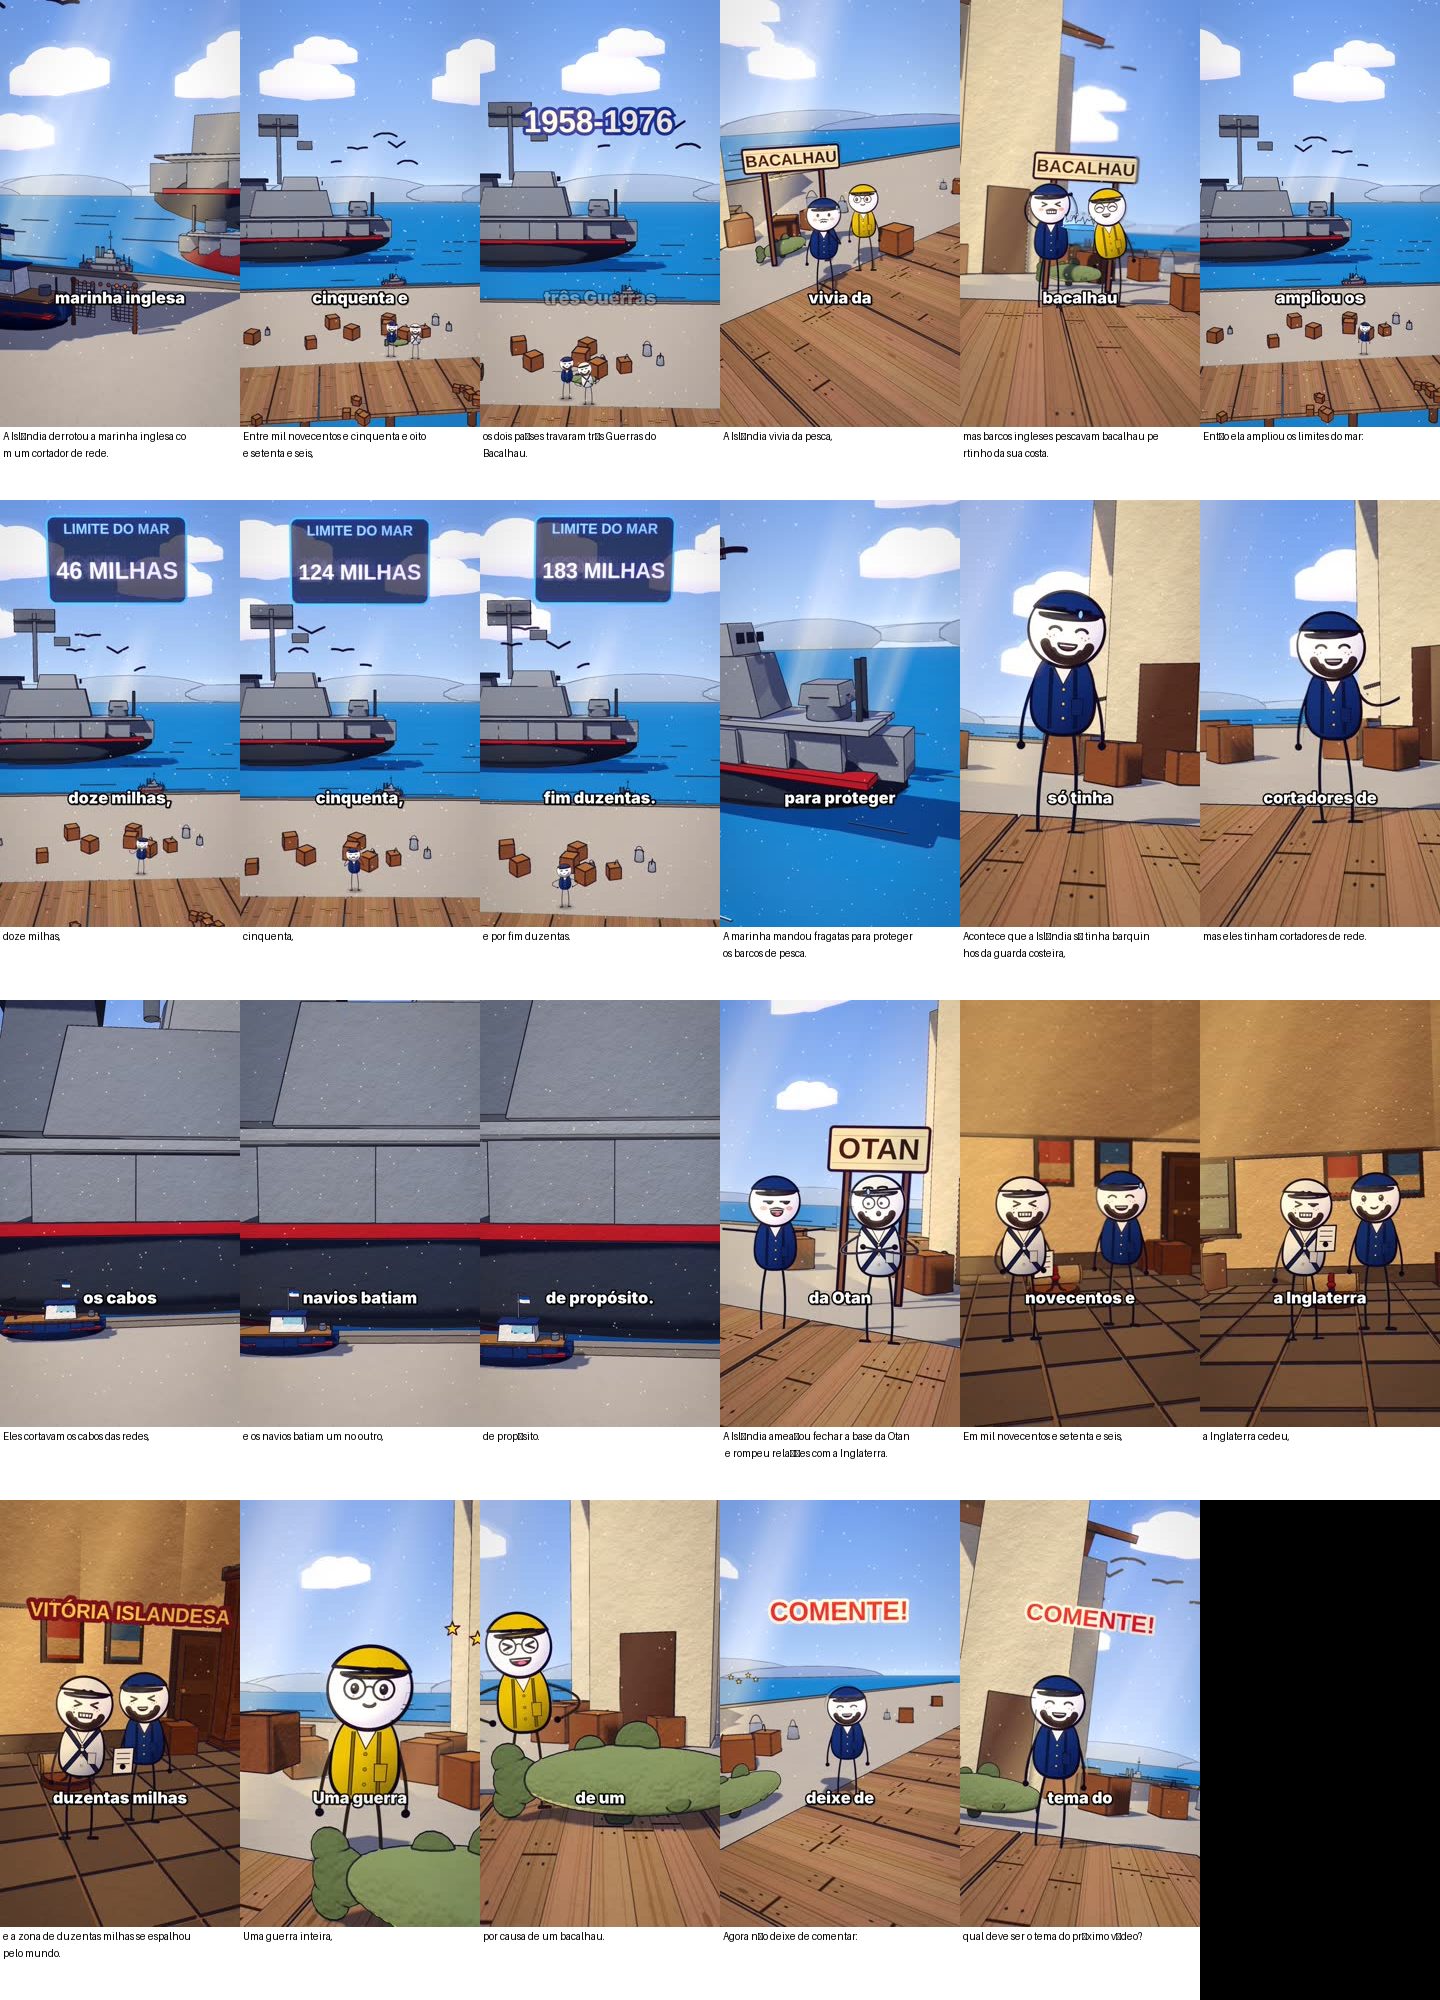 marinha inglesa
A Isl□ndia derrotou a marinha inglesa co
m um cortador de rede.
cinquenta e
Entre mil novecentos e cinquenta e oito
e setenta e seis,
1958-1976
três Guerras
os dois pa□ses travaram tr□s Guerras do
Bacalhau.
BACALHAU
vivia da
A Isl□ndia vivia da pesca,
BACALHAU
bacalhau
mas barcos ingleses pescavam bacalhau pe
rtinho da sua costa.
ampliou os
Ent□o ela ampliou os limites do mar:
LIMITE DO MAR
46 MILHAS
doze milhas,
doze milhas,
LIMITE DO MAR
124 MILHAS
cinquenta,
cinquenta,
LIMITE DO MAR
183 MILHAS
fim duzentas.
e por fim duzentas.
para proteger
A marinha mandou fragatas para proteger
os barcos de pesca.
só tinha
Acontece que a Isl□ndia s□ tinha barquin
hos da guarda costeira,
cortadores de
mas eles tinham cortadores de rede.
os cabos
Eles cortavam os cabos das redes,
navios batiam
e os navios batiam um no outro,
de propósito.
de prop□sito.
OTAN
da Otan
A Isl□ndia amea□ou fechar a base da Otan
e rompeu rela□□es com a Inglaterra.
novecentos e
Em mil novecentos e setenta e seis,
a Inglaterra
a Inglaterra cedeu,
VITÓRIA ISLANDESA
duzentas milhas
e a zona de duzentas milhas se espalhou
pelo mundo.
Uma guerra
Uma guerra inteira,
de um
por causa de um bacalhau.
COMENTE!
deixe de
Agora n□o deixe de comentar:
COMENTE!
tema do
qual deve ser o tema do pr□ximo v□deo?